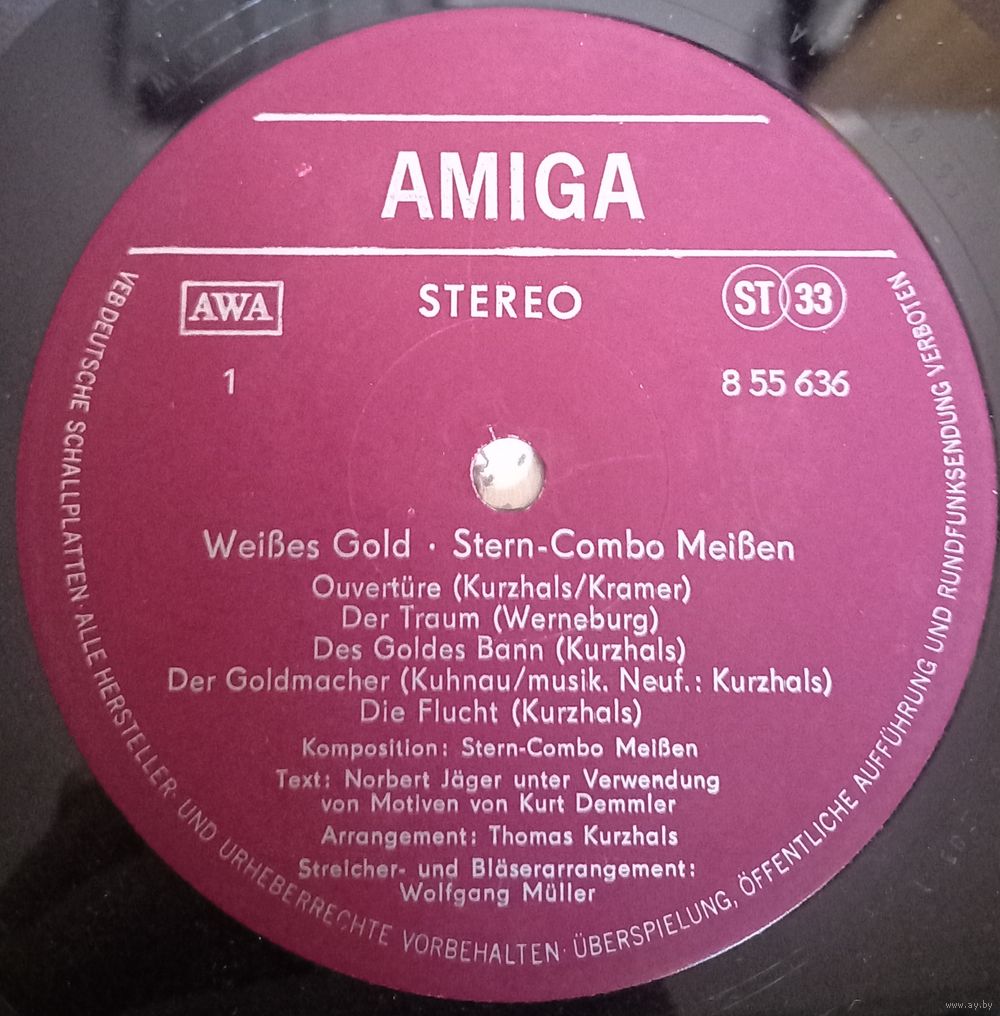 AMIGA
AWA
STEREO
ST 33
1
8 55 636
Weißes Gold · Stern-Combo Meißen
Ouvertüre (Kurzhals/Kramer)
Der Traum (Werneburg)
Des Goldes Bann (Kurzhals)
Der Goldmacher (Kuhnau/musik. Neuf.: Kurzhals)
Die Flucht (Kurzhals)
Komposition: Stern-Combo Meißen
Text: Norbert Jäger unter Verwendung
von Motiven von Kurt Demmler
Arrangement: Thomas Kurzhals
Streicher- und Bläserarrangement:
Wolfgang Müller
VEB DEUTSCHE SCHALLPLATTEN · ALLE HERSTELLER- UND URHEBERRECHTE VORBEHALTEN · ÜBERSPIELUNG, ÖFFENTLICHE AUFFÜHRUNG UND RUNDFUNKSENDUNG VERBOTEN
www.ay.by